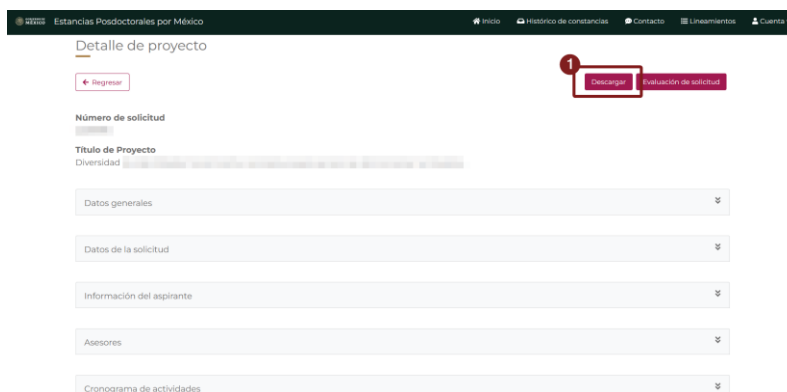 Estancias Posdoctorales por México
Inicio
Histórico de constancias
Contacto
Lineamientos
Cuenta
Detalle de proyecto
1
Regresar
Descargar
Evaluación de solicitud
Número de solicitud
Título de Proyecto
Diversidad
Datos generales
Datos de la solicitud
Información del aspirante
Asesores
Cronograma de actividades